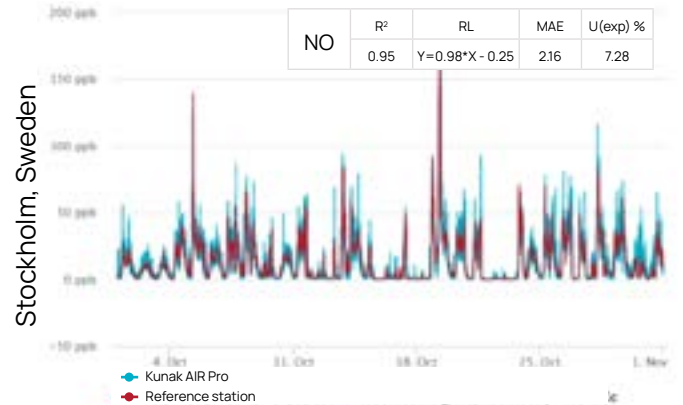 200 ppb
NO
R² RL MAE U(exp) %
0.95 Y=0.98*X - 0.25 2.16 7.28
150 ppb
100 ppb
50 ppb
0 ppb
-50 ppb
4. Oct 11. Oct 18. Oct 25. Oct 1. Nov
Stockholm, Sweden
Kunak AIR Pro
Reference station